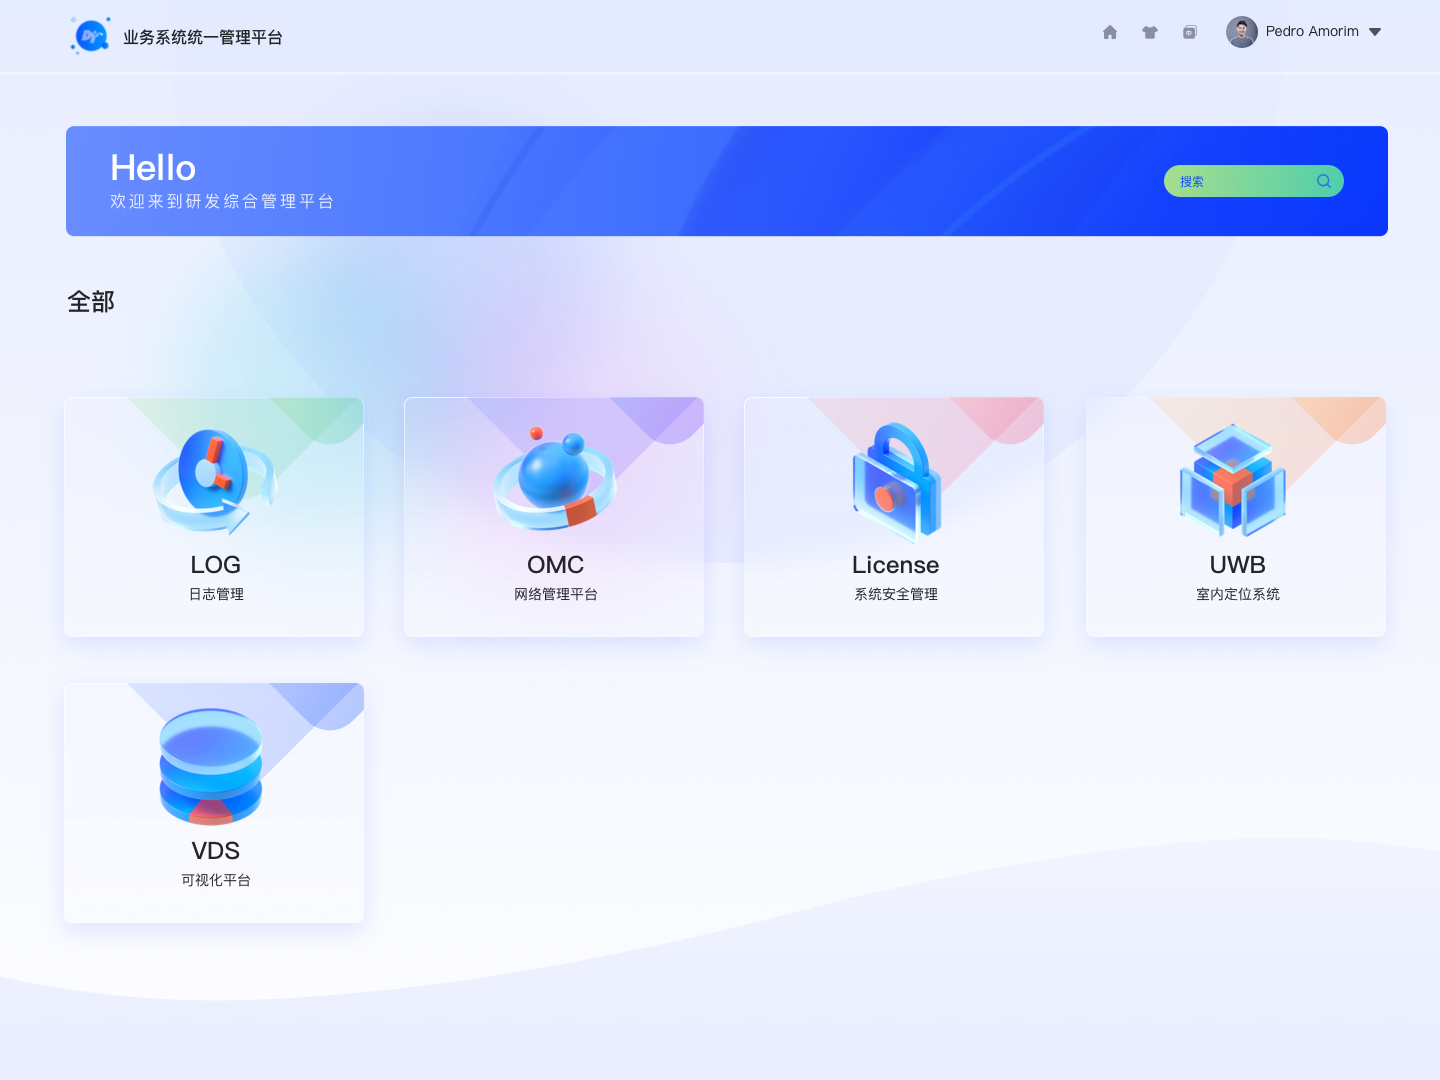 业务系统统一管理平台
Pedro Amorim
Hello
欢迎来到研发综合管理平台
搜索
全部
LOG
日志管理
OMC
网络管理平台
License
系统安全管理
UWB
室内定位系统
VDS
可视化平台